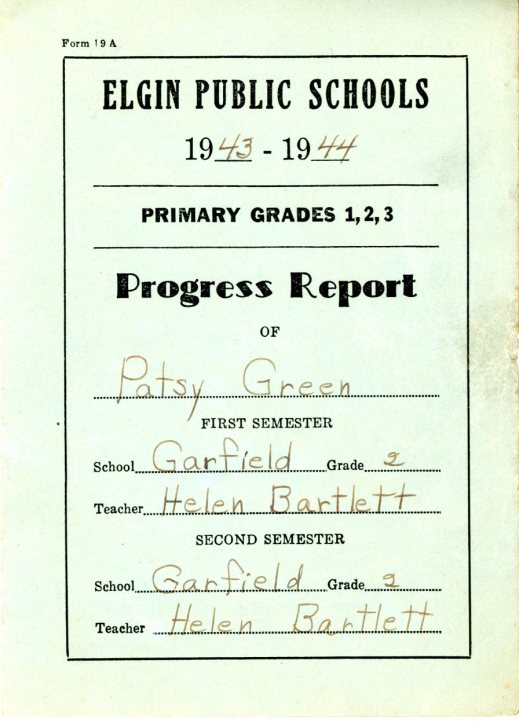 Form 19 A
ELGIN PUBLIC SCHOOLS
1943 - 1944
PRIMARY GRADES 1, 2, 3
Progress Report
OF
Patsy Green
FIRST SEMESTER
School Garfield Grade 2
Teacher Helen Bartlett
SECOND SEMESTER
School Garfield Grade 2
Teacher Helen Bartlett